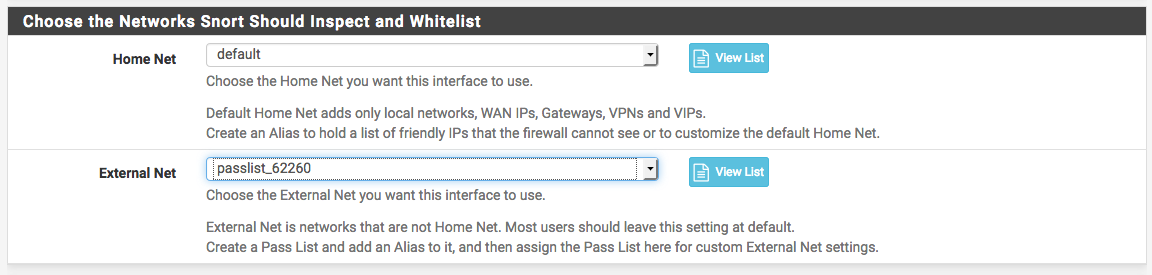 Choose the Networks Snort Should Inspect and Whitelist
Home Net
default
View List
Choose the Home Net you want this interface to use.
Default Home Net adds only local networks, WAN IPs, Gateways, VPNs and VIPs.
Create an Alias to hold a list of friendly IPs that the firewall cannot see or to customize the default Home Net.
External Net
passlist_62260
View List
Choose the External Net you want this interface to use.
External Net is networks that are not Home Net. Most users should leave this setting at default.
Create a Pass List and add an Alias to it, and then assign the Pass List here for custom External Net settings.